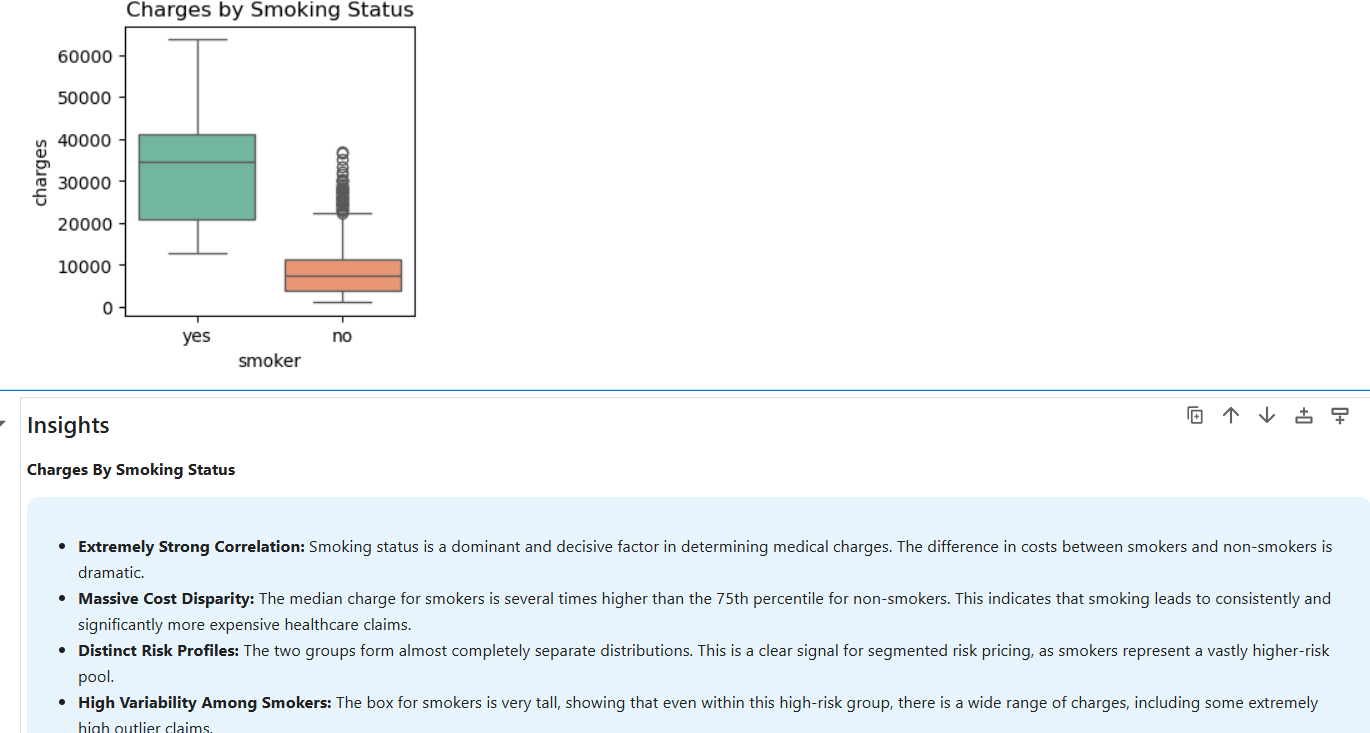 Charges by Smoking Status
60000
50000
40000
30000
20000
10000
0
charges
yes no
smoker
Insights
Charges By Smoking Status
Extremely Strong Correlation: Smoking status is a dominant and decisive factor in determining medical charges. The difference in costs between smokers and non-smokers is
dramatic.
Massive Cost Disparity: The median charge for smokers is several times higher than the 75th percentile for non-smokers. This indicates that smoking leads to consistently and
significantly more expensive healthcare claims.
Distinct Risk Profiles: The two groups form almost completely separate distributions. This is a clear signal for segmented risk pricing, as smokers represent a vastly higher-risk
pool.
High Variability Among Smokers: The box for smokers is very tall, showing that even within this high-risk group, there is a wide range of charges, including some extremely
high outlier claims.